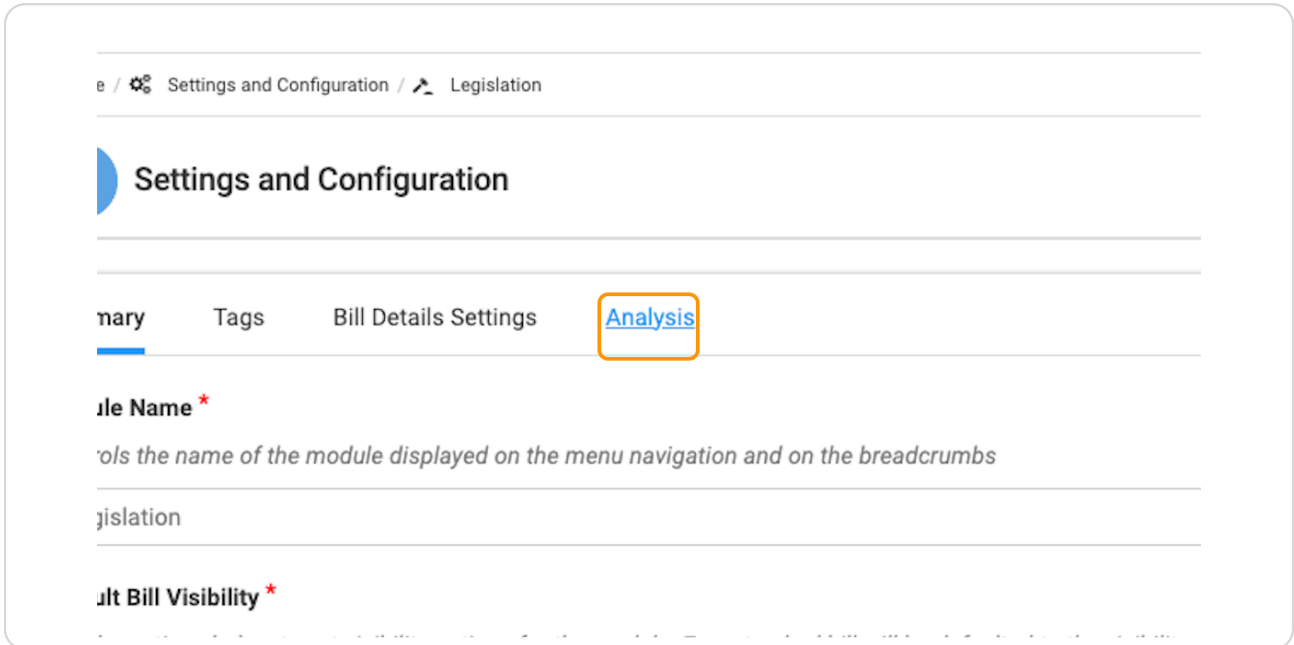 e / Settings and Configuration / Legislation
Settings and Configuration
mary Tags Bill Details Settings Analysis
ule Name *
rols the name of the module displayed on the menu navigation and on the breadcrumbs
gislation
ult Bill Visibility *